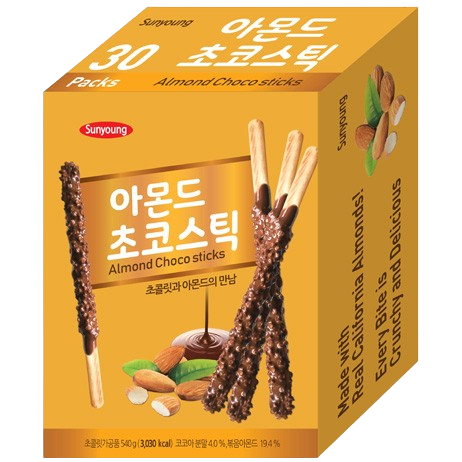 Sunyoung
아몬드
초코스틱
30
Packs
Almond Choco sticks
Sunyoung
아몬드
초코스틱
Almond Choco sticks
초콜릿과 아몬드의 만남
초콜릿가공품 540 g (3,030 kcal) 코코아 분말 4.0 %, 볶음아몬드 19.4 %
Sunyoung
Made with
Real California Almonds!
Every Bite is
Crunchy and Delicious